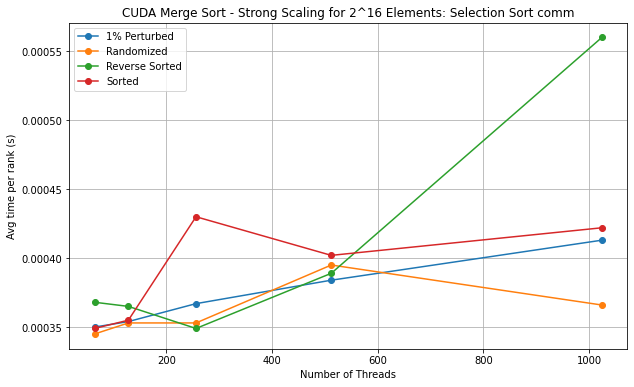 CUDA Merge Sort - Strong Scaling for 2^16 Elements: Selection Sort comm
1% Perturbed
Randomized
Reverse Sorted
Sorted
0.00055
0.00050
0.00045
0.00040
0.00035
Avg time per rank (s)
200 400 600 800 1000
Number of Threads